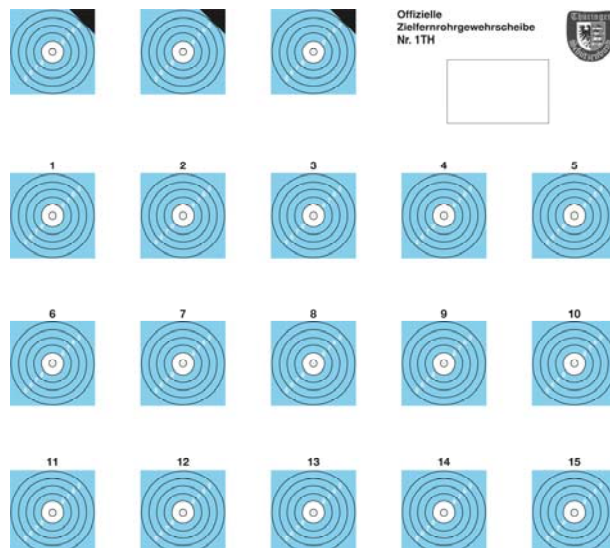 Offizielle
Zielfernrohrgewehrscheibe
Nr. 1TH
Thüringer
1 2 3 4 5
6 7 8 9 10
11 12 13 14 15